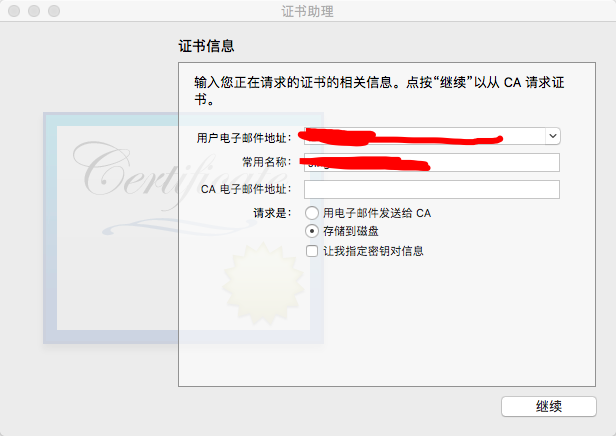 证书助理
证书信息
输入您正在请求的证书的相关信息。点按“继续”以从 CA 请求证
书。
用户电子邮件地址：
常用名称：
CA 电子邮件地址：
请求是：
用电子邮件发送给 CA
存储到磁盘
让我指定密钥对信息
Certificate
继续